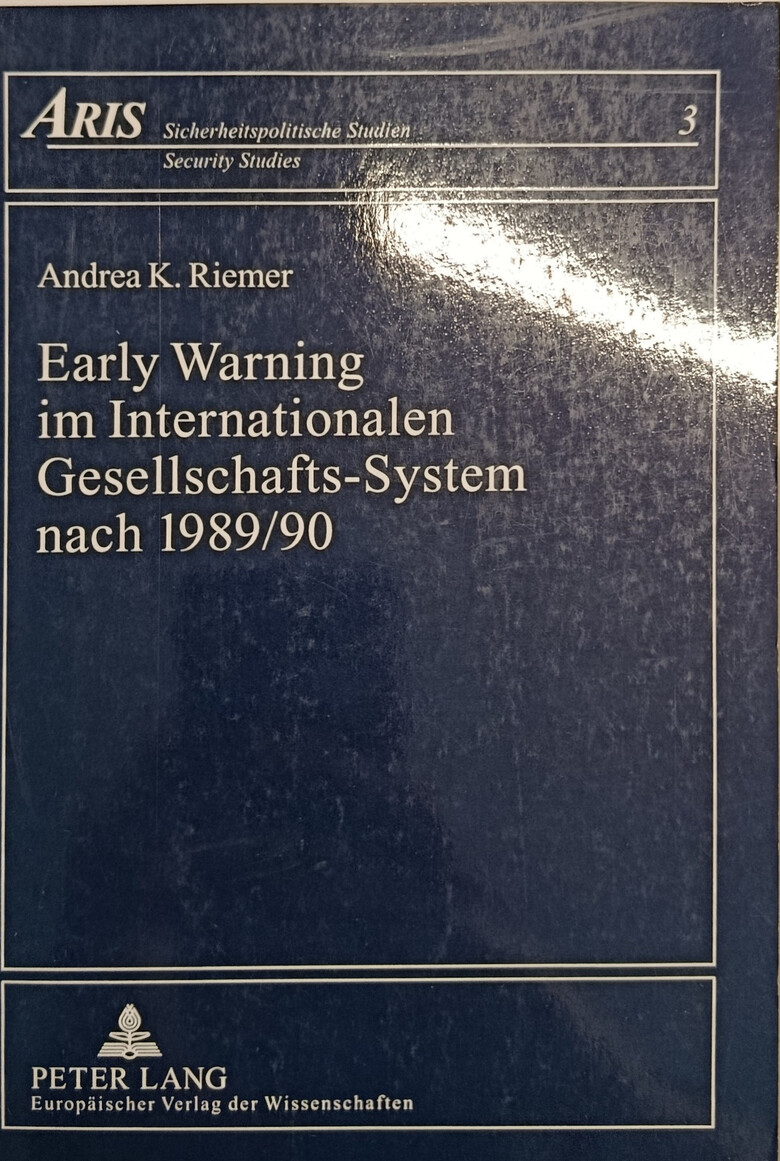 ARIS Sicherheitspolitische Studien 3
Security Studies
Andrea K. Riemer
Early Warning
im Internationalen
Gesellschafts-System
nach 1989/90
PETER LANG
Europäischer Verlag der Wissenschaften